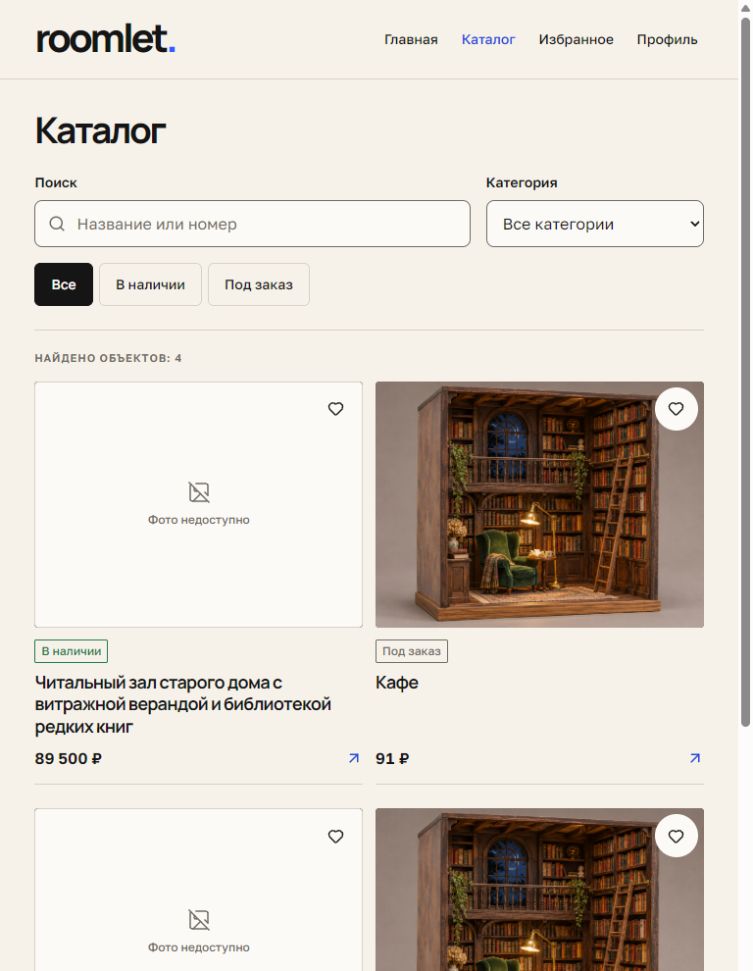 roomlet.
Главная Каталог Избранное Профиль
Каталог
Поиск
Категория
Название или номер
Все категории
Все
В наличии
Под заказ
НАЙДЕНО ОБЪЕКТОВ: 4
Фото недоступно
В наличии
Читальный зал старого дома с
витражной верандой и библиотекой
редких книг
89 500 ₽
Под заказ
Кафе
91 ₽
Фото недоступно